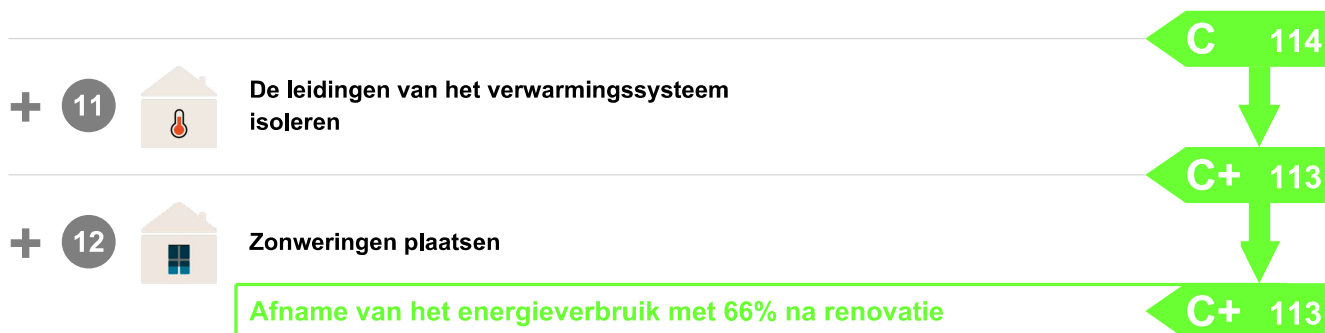 C 114
+ 11 De leidingen van het verwarmingssysteem
isoleren
C+ 113
+ 12 Zonweringen plaatsen
Afname van het energieverbruik met 66% na renovatie C+ 113